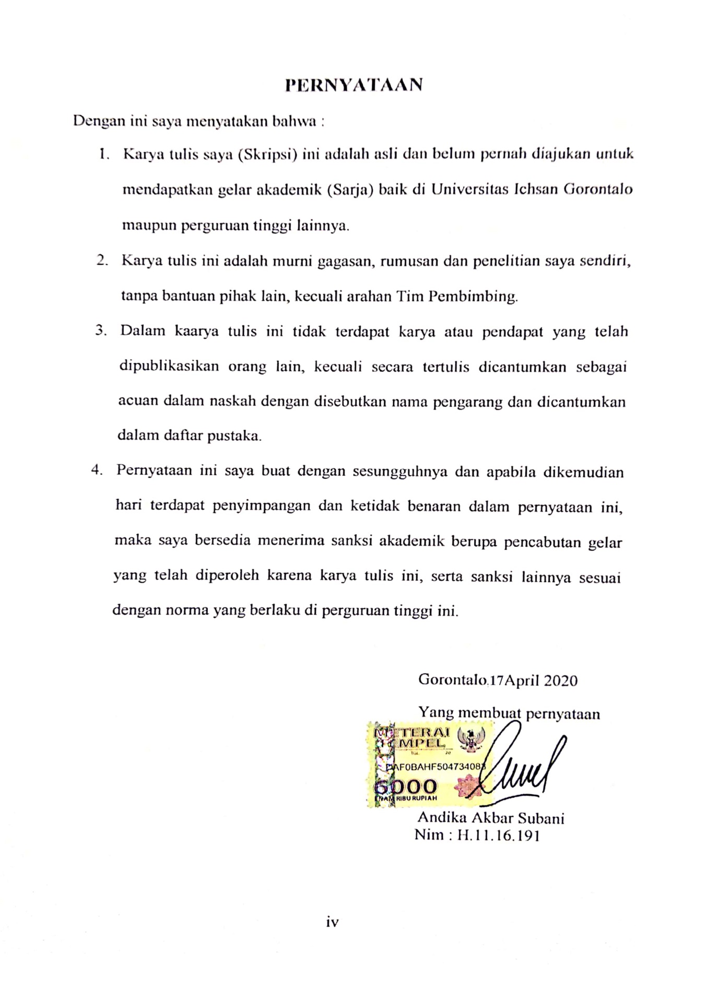 PERNYATAAN
Dengan ini saya menyatakan bahwa :
1. Karya tulis saya (Skripsi) ini adalah asli dan belum pernah diajukan untuk
mendapatkan gelar akademik (Sarja) baik di Universitas Ichsan Gorontalo
maupun perguruan tinggi lainnya.
2. Karya tulis ini adalah murni gagasan, rumusan dan penelitian saya sendiri,
tanpa bantuan pihak lain, kecuali arahan Tim Pembimbing.
3. Dalam kaarya tulis ini tidak terdapat karya atau pendapat yang telah
dipublikasikan orang lain, kecuali secara tertulis dicantumkan sebagai
acuan dalam naskah dengan disebutkan nama pengarang dan dicantumkan
dalam daftar pustaka.
4. Pernyataan ini saya buat dengan sesungguhnya dan apabila dikemudian
hari terdapat penyimpangan dan ketidak benaran dalam pernyataan ini,
maka saya bersedia menerima sanksi akademik berupa pencabutan gelar
yang telah diperoleh karena karya tulis ini, serta sanksi lainnya sesuai
dengan norma yang berlaku di perguruan tinggi ini.
Gorontalo,17April 2020
Yang membuat pernyataan
METERAI
TEMPEL
TGL 20
6000
ENAM RIBU RUPIAH
Andika Akbar Subani
Nim : H.11.16.191
iv